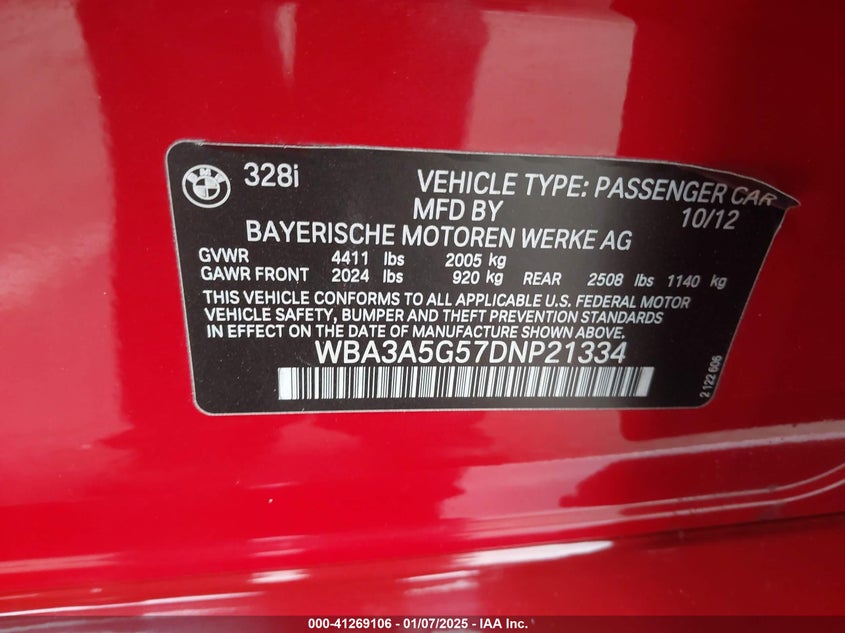 BMW
328i
VEHICLE TYPE: PASSENGER CAR
MFD BY 10/12
BAYERISCHE MOTOREN WERKE AG
GVWR 4411 lbs 2005 kg
GAWR FRONT 2024 lbs 920 kg REAR 2508 lbs 1140 kg
THIS VEHICLE CONFORMS TO ALL APPLICABLE U.S. FEDERAL MOTOR
VEHICLE SAFETY, BUMPER AND THEFT PREVENTION STANDARDS
IN EFFECT ON THE DATE OF MANUFACTURE SHOWN ABOVE.
WBA3A5G57DNP21334
2 122 606
000-41269106 - 01/07/2025 - IAA Inc.